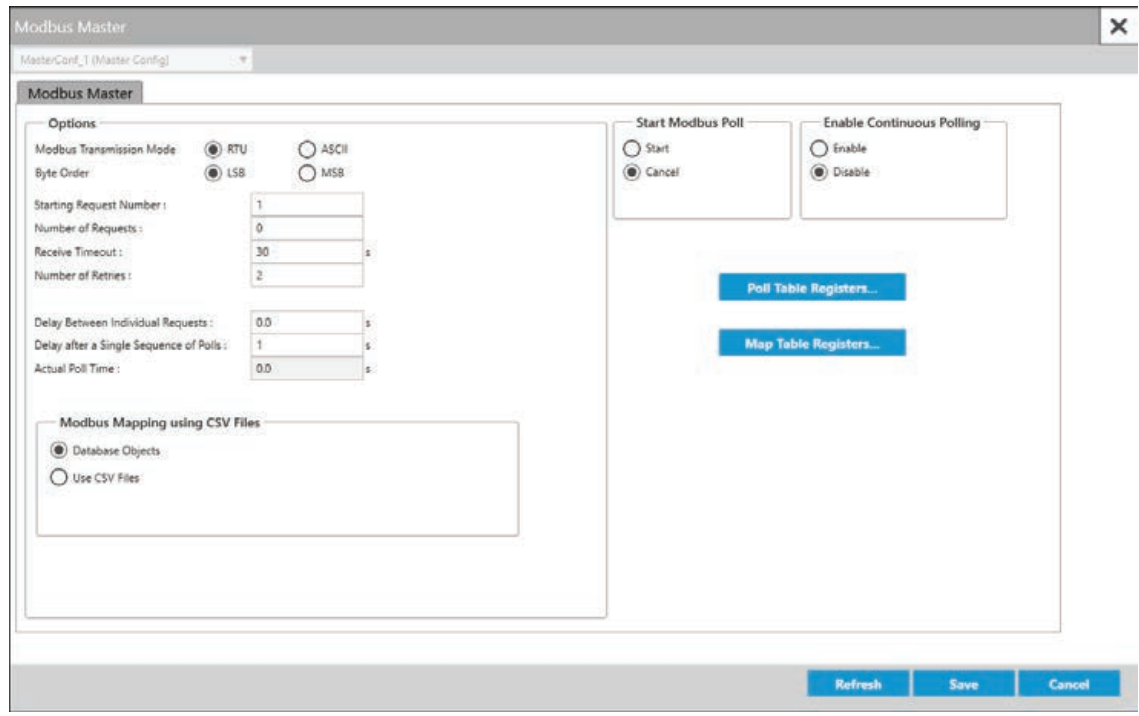 Modbus Master
MasterConf_1 (Master Config)
Modbus Master
Options
Modbus Transmission Mode RTU ASCII
Byte Order LSB MSB
Starting Request Number : 1
Number of Requests : 0
Receive Timeout : 30 s
Number of Retries : 2
Delay Between Individual Requests : 0.0 s
Delay after a Single Sequence of Polls : 1 s
Actual Poll Time : 0.0 s
Modbus Mapping using CSV Files
Database Objects
Use CSV Files
Start Modbus Poll
Start
Cancel
Enable Continuous Polling
Enable
Disable
Poll Table Registers...
Map Table Registers...
Refresh Save Cancel